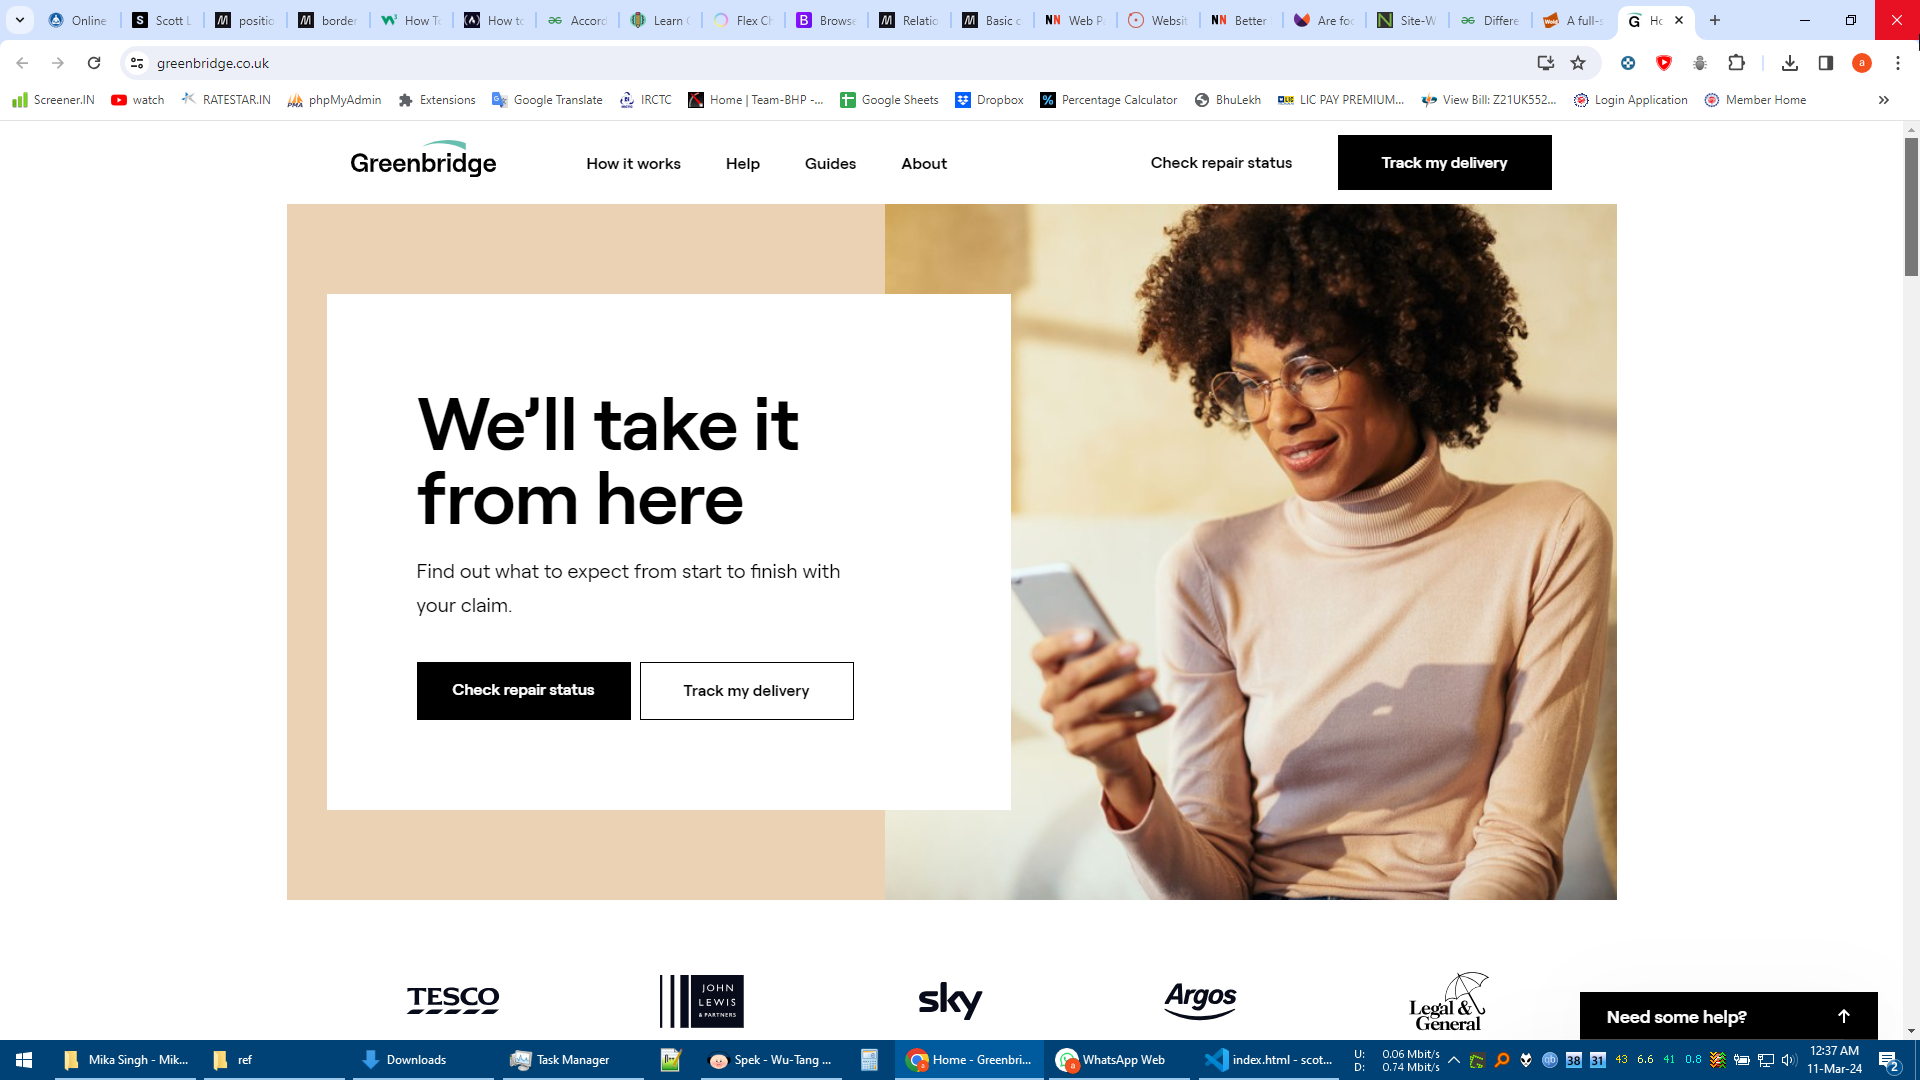 Online
Scott L
positio
border
How To
How to
Accord
Learn
Flex Ch
Browse
Relatio
Basic c
Web P
Websit
Better
Are foc
Site-W
Differe
A full-s
Ho
greenbridge.co.uk
a
Screener.IN
watch
RATESTAR.IN
phpMyAdmin
Extensions
Google Translate
IRCTC
Home | Team-BHP -...
Google Sheets
Dropbox
Percentage Calculator
BhuLekh
LIC PAY PREMIUM...
View Bill: Z21UK552...
Login Application
Member Home
Greenbridge
How it works
Help
Guides
About
Check repair status
Track my delivery
We’ll take it
from here
Find out what to expect from start to finish with
your claim.
Check repair status
Track my delivery
TESCO
JOHN
LEWIS
& PARTNERS
sky
Argos
Legal &
General
Need some help?
Mika Singh - Mik...
ref
Downloads
Task Manager
Spek - Wu-Tang ...
Home - Greenbri...
WhatsApp Web
index.html - scot...
U: 0.06 Mbit/s
D: 0.74 Mbit/s
38
31
43
6.6
41
0.8
12:37 AM
11-Mar-24
2